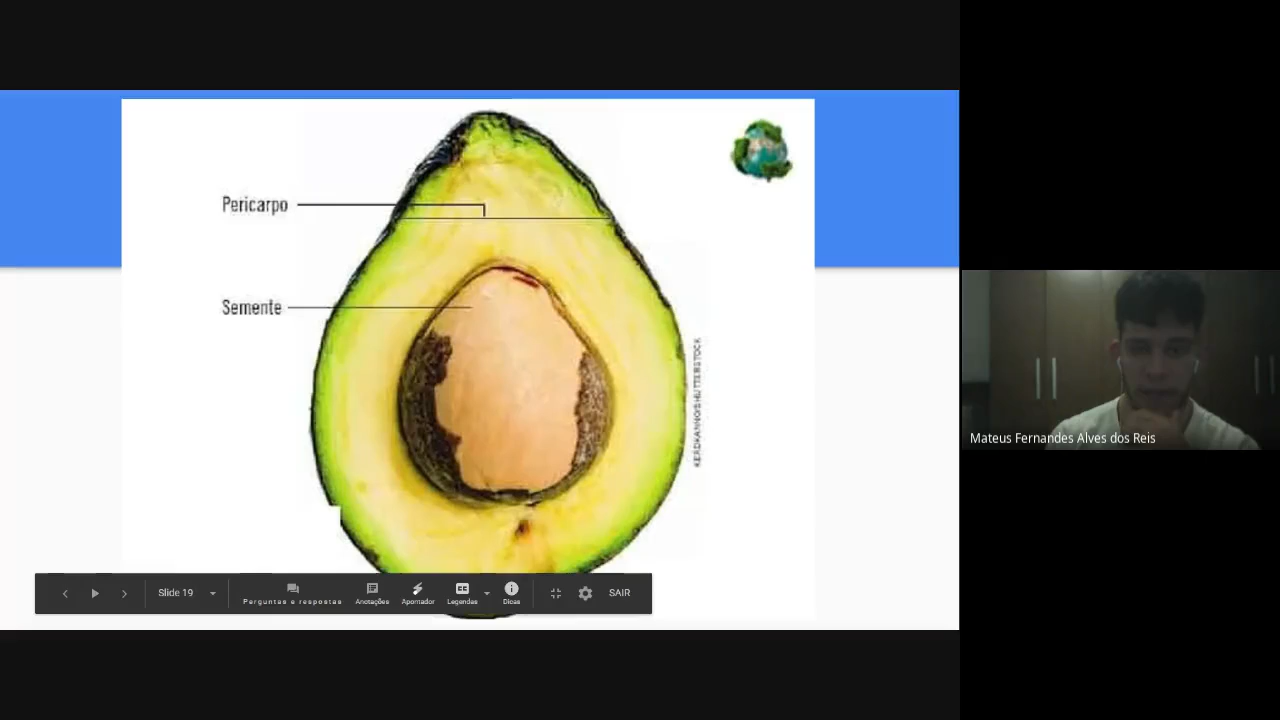 Pericarpo
Semente
KERDKANNO/SHUTTERSTOCK
Slide 19
Perguntas e respostas
Anotações
Apontador
Legendas
Dicas
SAIR
Mateus Fernandes Alves dos Reis